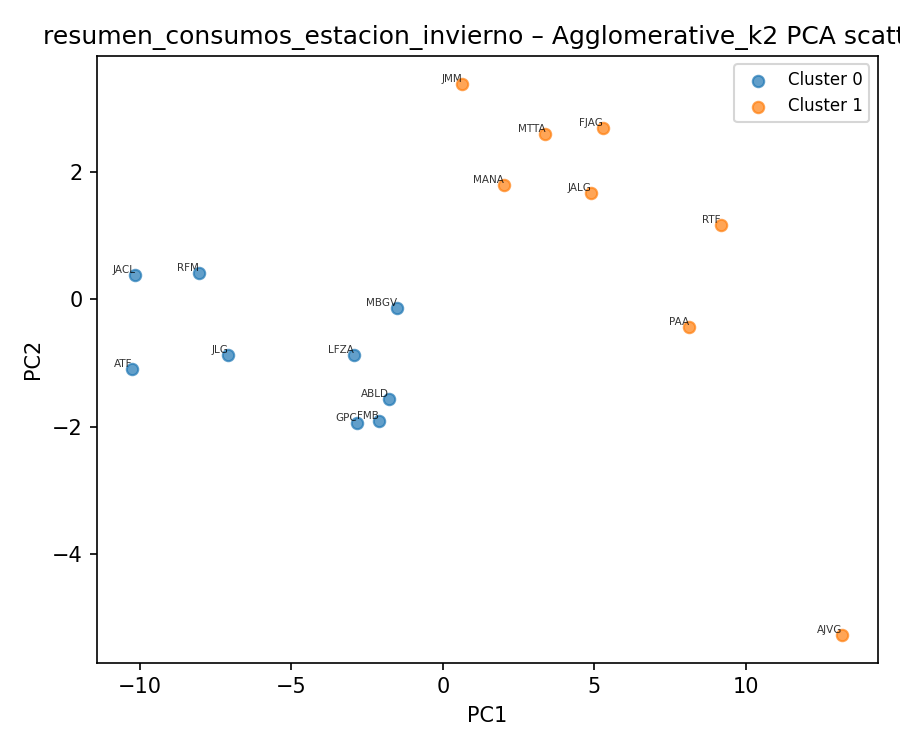 resumen_consumos_estacion_invierno – Agglomerative_k2 PCA scatt
Cluster 0
Cluster 1
JMM
MTTA
FJAG
MANA
JALG
RTF
JACL
RFM
MBGV
PAA
ATF
JLG
LFZA
ABLD
GPC
FMB
AJVG
2
0
−2
−4
PC2
−10
−5
0
5
10
PC1